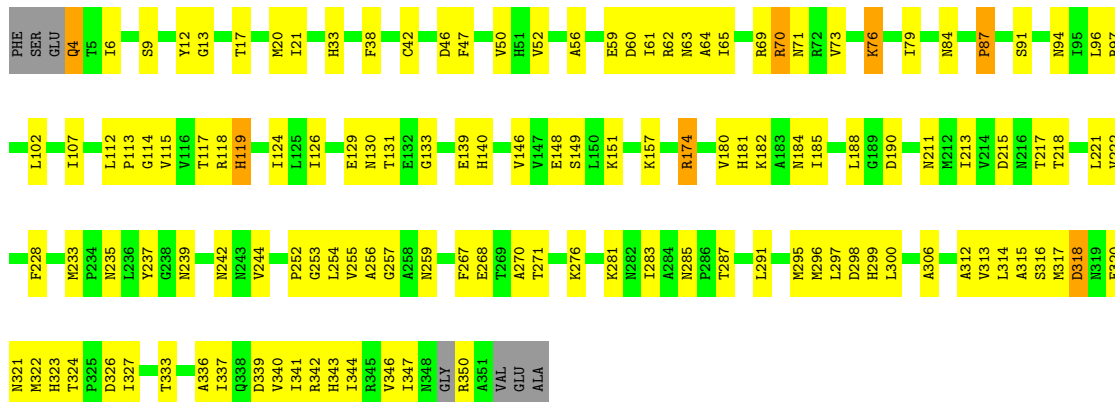 PHE SER GLU Q4 T5 I6 S9 Y12 G13 T17 M20 I21 H33 F38 C42 D46 F47 V50 H51 V52 A56 E59 D60 I61 R62 N63 A64 I65 R69 R70 N71 R72 V73 K76 I79 N84 P87 S91 N94 I95 L96
L102 I107 L112 P113 G114 V115 V116 T117 R118 H119 I124 L125 I126 E129 N130 T131 E132 G133 E139 H140 V146 V147 E148 S149 L150 K151 K157 R174 V180 H181 K182 A183 N184 I185 L188 G189 D190 N211 M212 I213 V214 D215 N216 T217 T218 L221
F228 M233 P234 N235 L236 Y237 G238 N239 N242 N243 V244 P252 G253 L254 V255 A256 G257 A258 N259 F267 E268 T269 A270 T271 K276 K281 N282 I283 A284 N285 P286 T287 L291 M295 M296 L297 D298 H299 L300 A306 A312 V313 L314 A315 S316 M317 D318 N319
N321 M322 H323 T324 P325 D326 I327 T333 A336 I337 Q338 D339 V340 I341 R342 H343 I344 R345 V346 I347 N348 GLY R350 A351 VAL GLU ALA